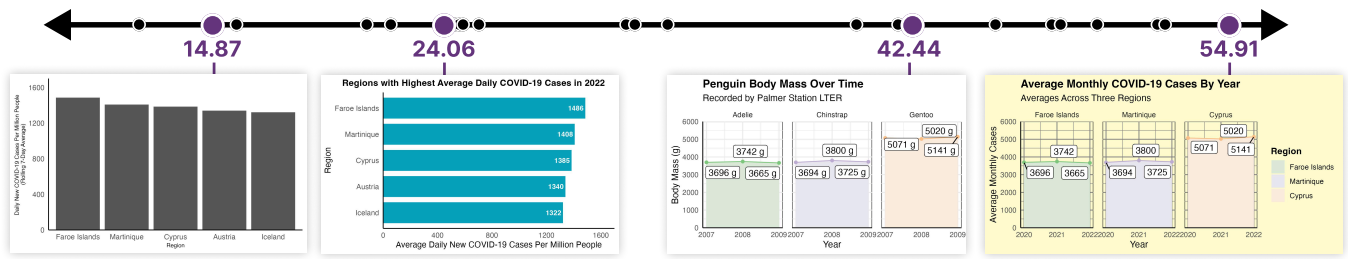 14.87
24.06
42.44
54.91
Daily New COVID-19 Cases Per Million People
(Rolling 7-Day Average)
1600
1200
800
400
0
Faroe Islands Martinique Cyprus Austria Iceland
Region
Regions with Highest Average Daily COVID-19 Cases in 2022
Region
Faroe Islands 1486
Martinique 1408
Cyprus 1385
Austria 1340
Iceland 1322
0 400 800 1200 1600
Average Daily New COVID-19 Cases Per Million People
Penguin Body Mass Over Time
Recorded by Palmer Station LTER
Adelie Chinstrap Gentoo
Body Mass (g)
6000
5000
4000
3000
2000
1000
0
3742 g
3696 g 3665 g
3800 g
3694 g 3725 g
5020 g
5071 g
5141 g
2007 2008 2009 2007 2008 2009 2007 2008 2009
Year
Average Monthly COVID-19 Cases By Year
Averages Across Three Regions
Faroe Islands Martinique Cyprus
Average Monthly Cases
6000
5000
4000
3000
2000
1000
0
3742
3696 3665
3800
3694 3725
5020
5071 5141
2020 2021 2022 2020 2021 2022 2020 2021 2022
Year
Region
Faroe Islands
Martinique
Cyprus